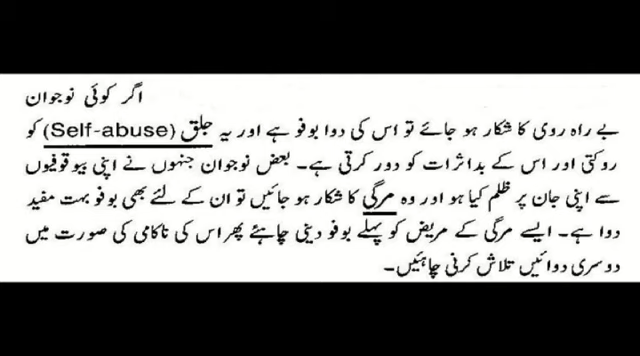 اگر کوئی نوجوان
بے راہ روی کا شکار ہو جائے تو اس کی دوا بوفو ہے اور یہ جلق (Self-abuse) کو
روکتی اور اس کے بداثرات کو دور کرتی ہے۔ بعض نوجوان جنہوں نے اپنی بیوقوفیوں
سے اپنی جان پر ظلم کیا ہو اور وہ مرگی کا شکار ہو جائیں تو ان کے لئے بھی بوفو بہت مفید
دوا ہے۔ ایسے مرگی کے مریض کو پہلے بوفو دینی چاہئے پھر اس کی ناکامی کی صورت میں
دوسری دوائیں تلاش کرنی چاہئیں۔